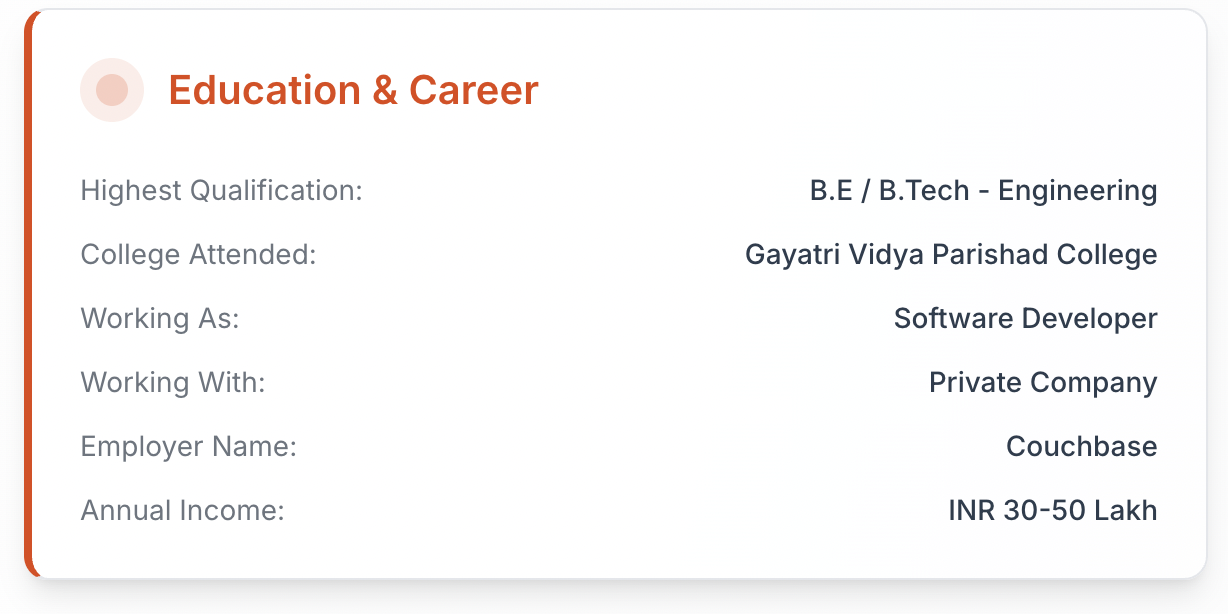 Education & Career
Highest Qualification: B.E / B.Tech - Engineering
College Attended: Gayatri Vidya Parishad College
Working As: Software Developer
Working With: Private Company
Employer Name: Couchbase
Annual Income: INR 30-50 Lakh